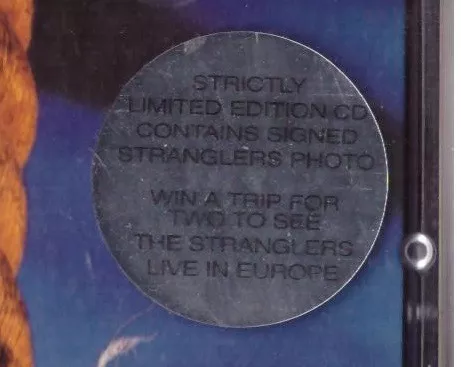 STRICTLY
LIMITED EDITION CD
CONTAINS SIGNED
STRANGLERS PHOTO
WIN A TRIP FOR
TWO TO SEE
THE STRANGLERS
LIVE IN EUROPE